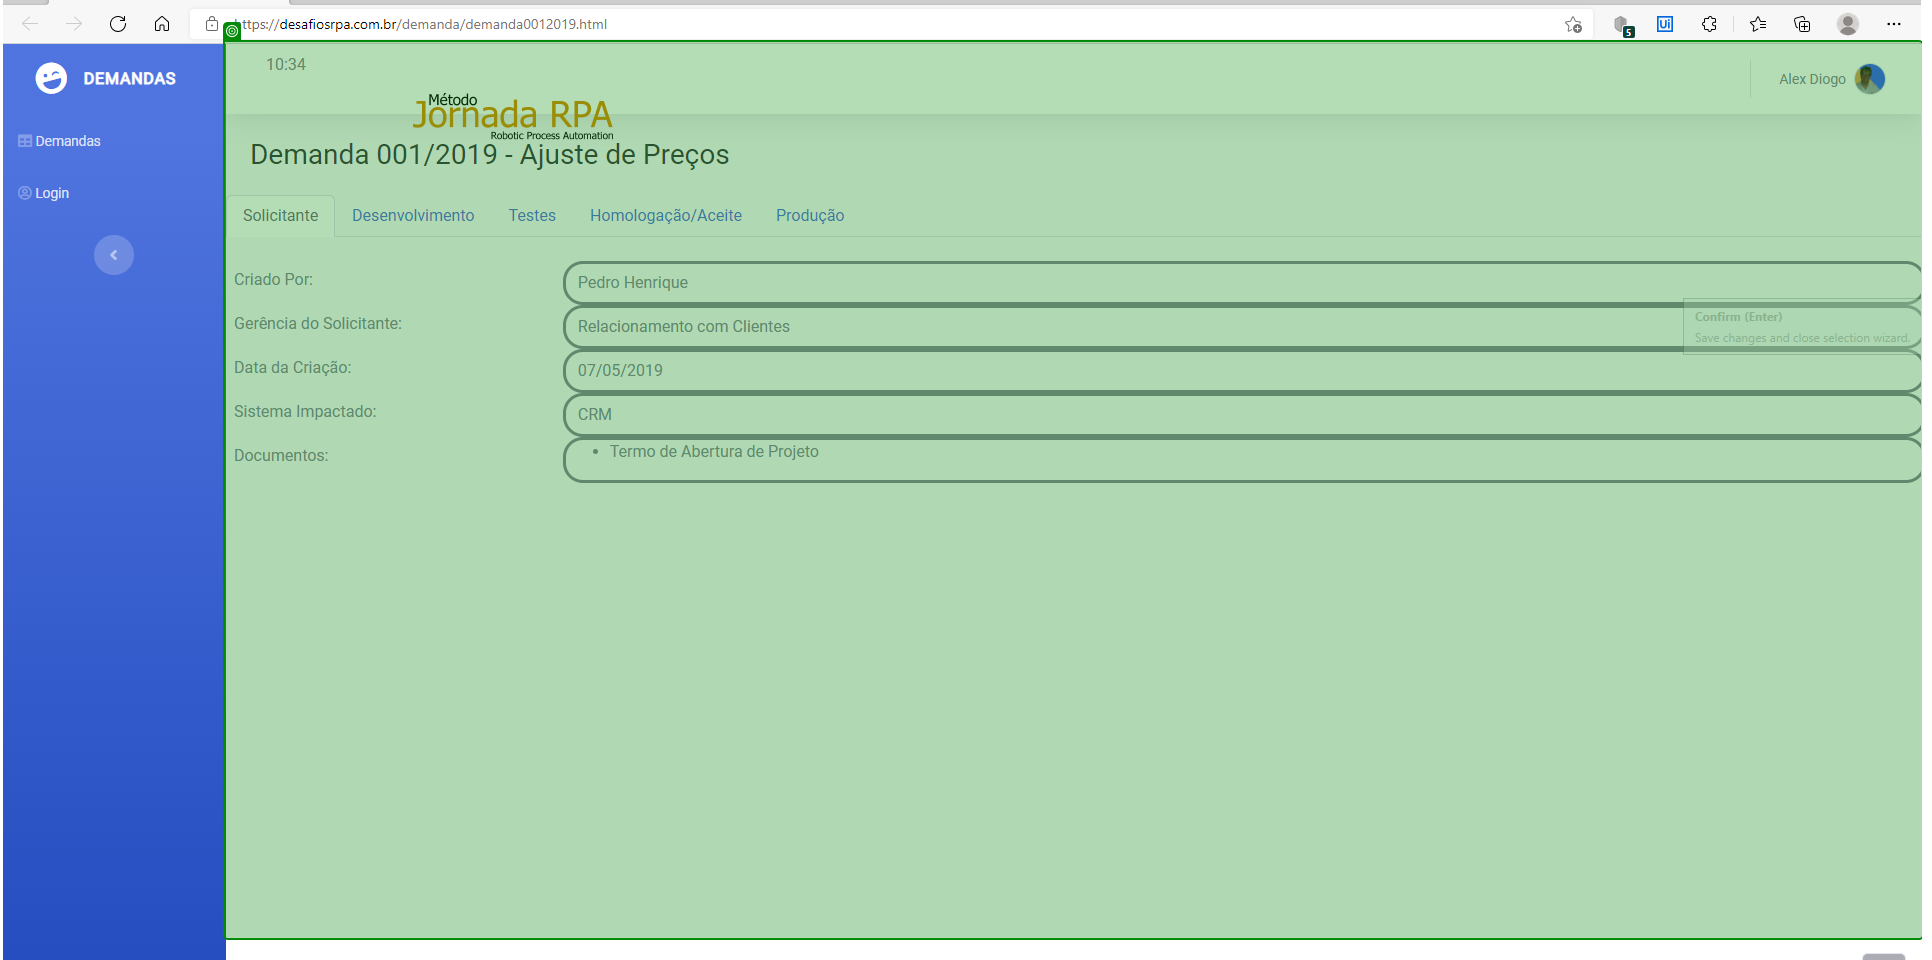 https://desafiosrpa.com.br/demanda/demanda0012019.html
5
Ui
DEMANDAS
Demandas
Login
10:34
Alex Diogo
Método
Jornada RPA
Robotic Process Automation
Demanda 001/2019 - Ajuste de Preços
Solicitante Desenvolvimento Testes Homologação/Aceite Produção
Criado Por: Pedro Henrique
Gerência do Solicitante: Relacionamento com Clientes
Confirm (Enter)
Save changes and close selection wizard.
Data da Criação: 07/05/2019
Sistema Impactado: CRM
Documentos: • Termo de Abertura de Projeto